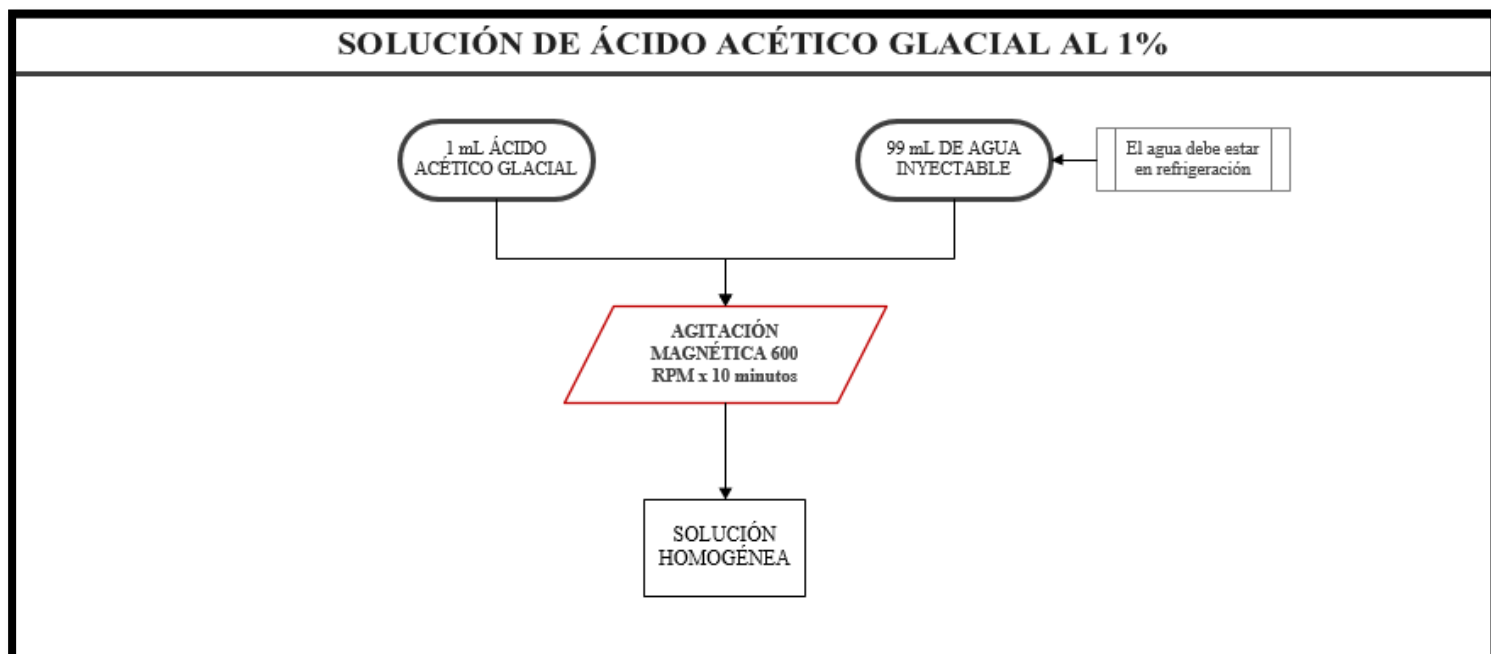 SOLUCIÓN DE ÁCIDO ACÉTICO GLACIAL AL 1%
1 mL ÁCIDO
ACÉTICO GLACIAL
99 mL DE AGUA
INYECTABLE
El agua debe estar
en refrigeración
AGITACIÓN
MAGNÉTICA 600
RPM x 10 minutos
SOLUCIÓN
HOMOGÉNEA